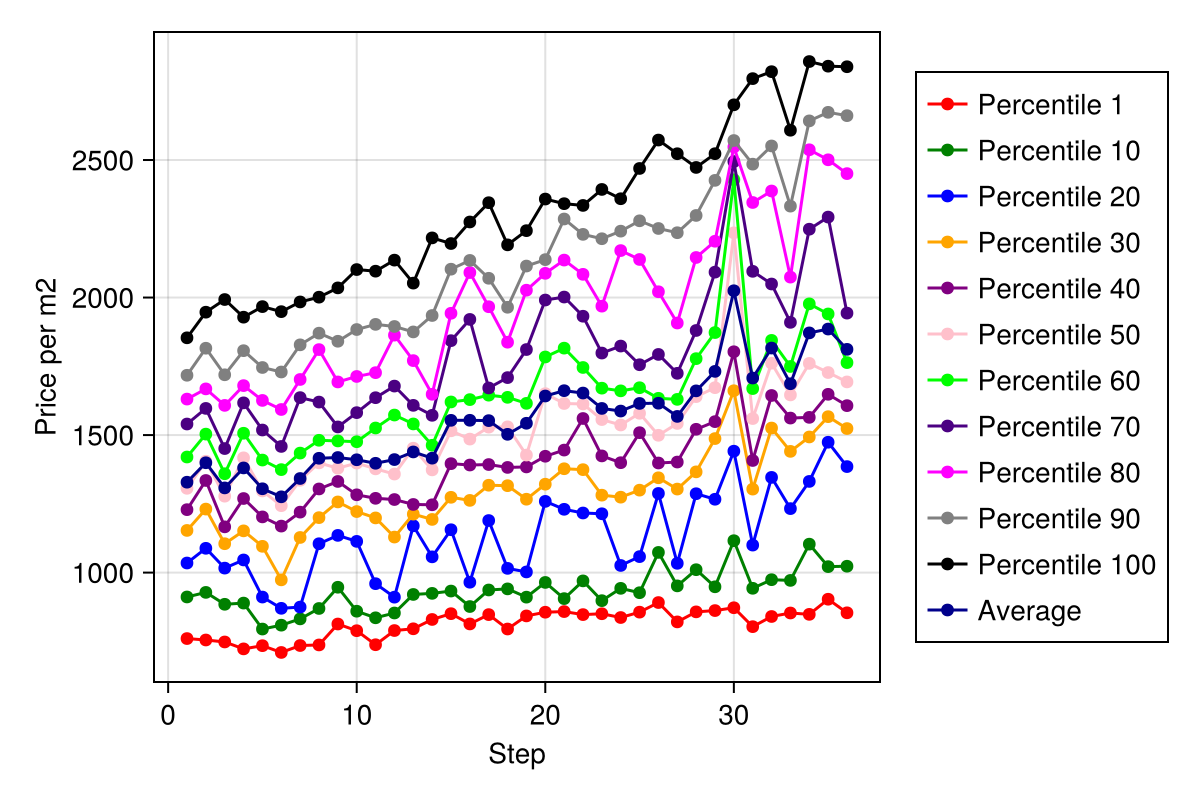 2500
2000
1500
1000
Price per m2
0
10
20
30
Step
Percentile 1
Percentile 10
Percentile 20
Percentile 30
Percentile 40
Percentile 50
Percentile 60
Percentile 70
Percentile 80
Percentile 90
Percentile 100
Average